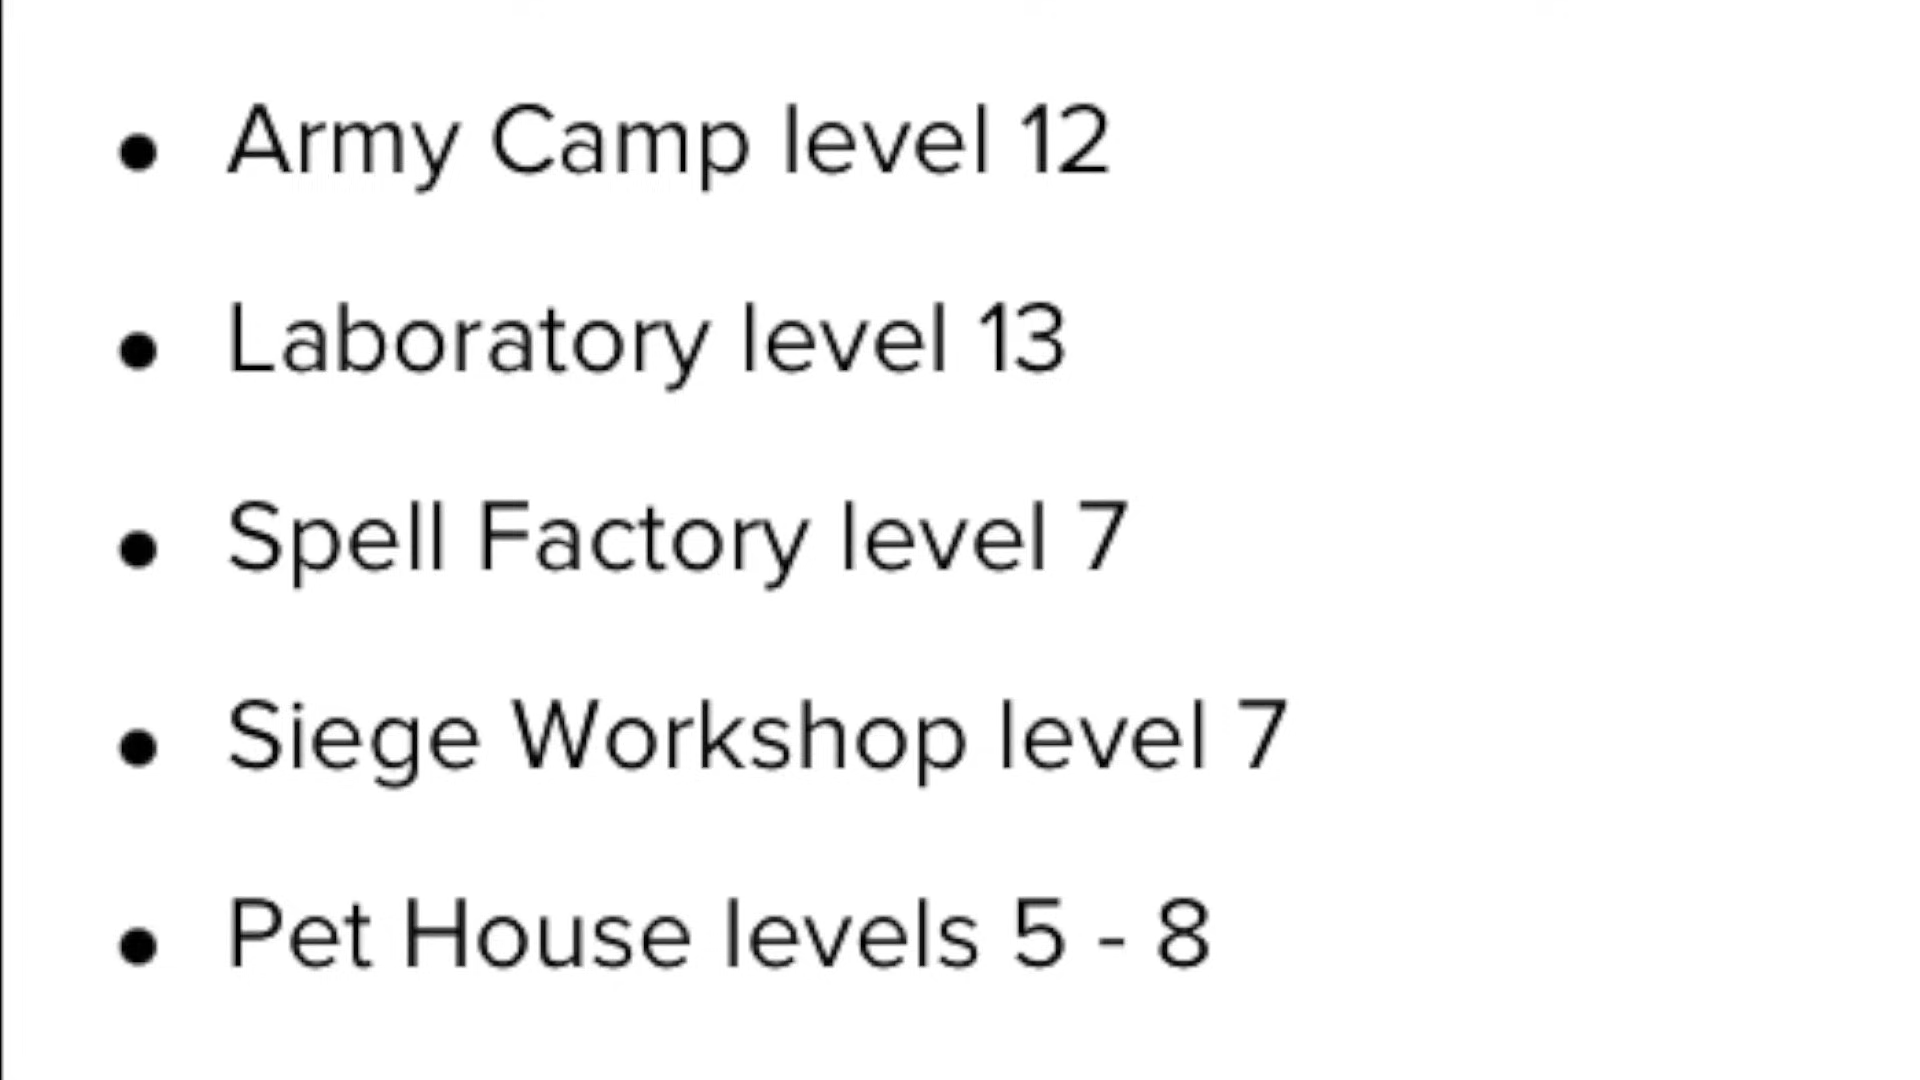 • Army Camp level 12
• Laboratory level 13
• Spell Factory level 7
• Siege Workshop level 7
• Pet House levels 5 - 8